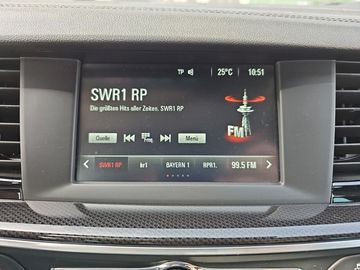 TP 25°C 10:51
SWR1 RP
Die größten Hits aller Zeiten. SWR1 RP
FM
Quelle Freq Menü
SWR1 RP hr1 BAYERN 1 RPR1. 99.5 FM